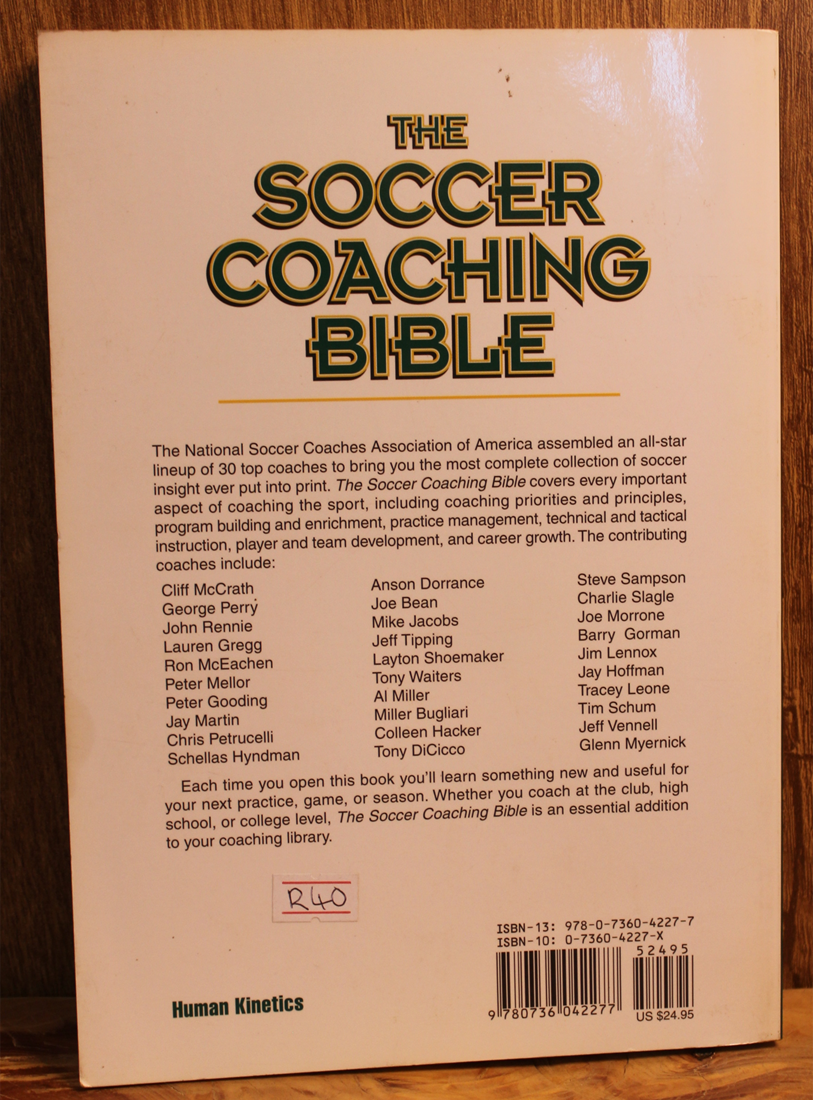 THE
SOCCER
COACHING
BIBLE
The National Soccer Coaches Association of America assembled an all-star
lineup of 30 top coaches to bring you the most complete collection of soccer
insight ever put into print. The Soccer Coaching Bible covers every important
aspect of coaching the sport, including coaching priorities and principles,
program building and enrichment, practice management, technical and tactical
instruction, player and team development, and career growth. The contributing
coaches include:
Cliff McCrath
George Perry
John Rennie
Lauren Gregg
Ron McEachen
Peter Mellor
Peter Gooding
Jay Martin
Chris Petrucelli
Schellas Hyndman
Anson Dorrance
Joe Bean
Mike Jacobs
Jeff Tipping
Layton Shoemaker
Tony Waiters
Al Miller
Miller Bugliari
Colleen Hacker
Tony DiCicco
Steve Sampson
Charlie Slagle
Joe Morrone
Barry Gorman
Jim Lennox
Jay Hoffman
Tracey Leone
Tim Schum
Jeff Vennell
Glenn Myernick
Each time you open this book you'll learn something new and useful for
your next practice, game, or season. Whether you coach at the club, high
school, or college level, The Soccer Coaching Bible is an essential addition
to your coaching library.
R40
ISBN-13: 978-0-7360-4227-7
ISBN-10: 0-7360-4227-X
52495
9 780736 042277
US $24.95
Human Kinetics